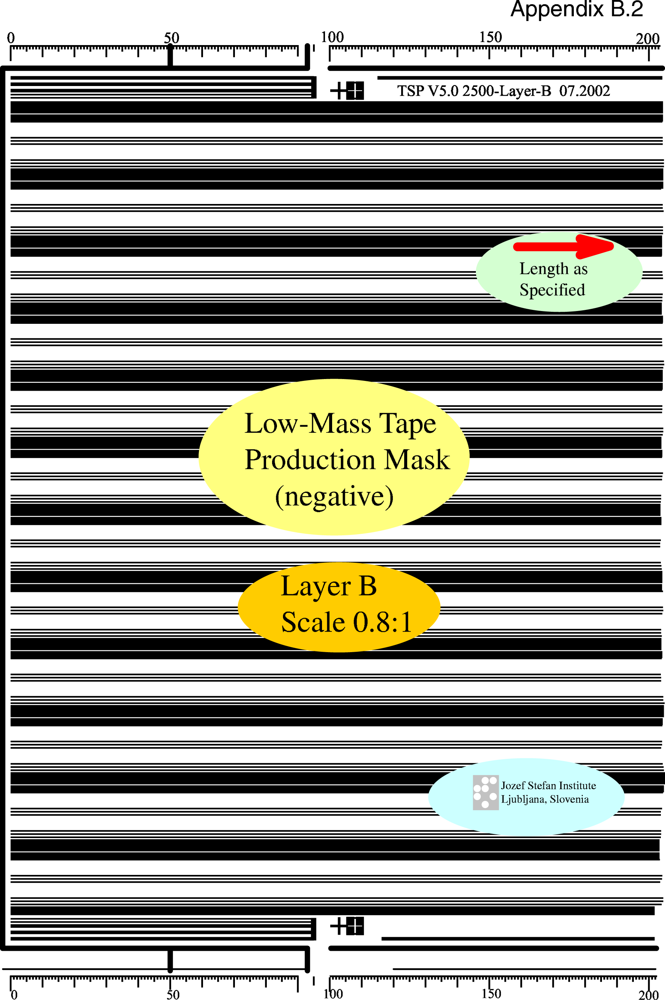 Appendix B.2
0 50 100 150 200
TSP V5.0 2500-Layer-B 07.2002
Length as
Specified
Low-Mass Tape
Production Mask
(negative)
Layer B
Scale 0.8:1
Jozef Stefan Institute
Ljubljana, Slovenia
0 50 100 150 200